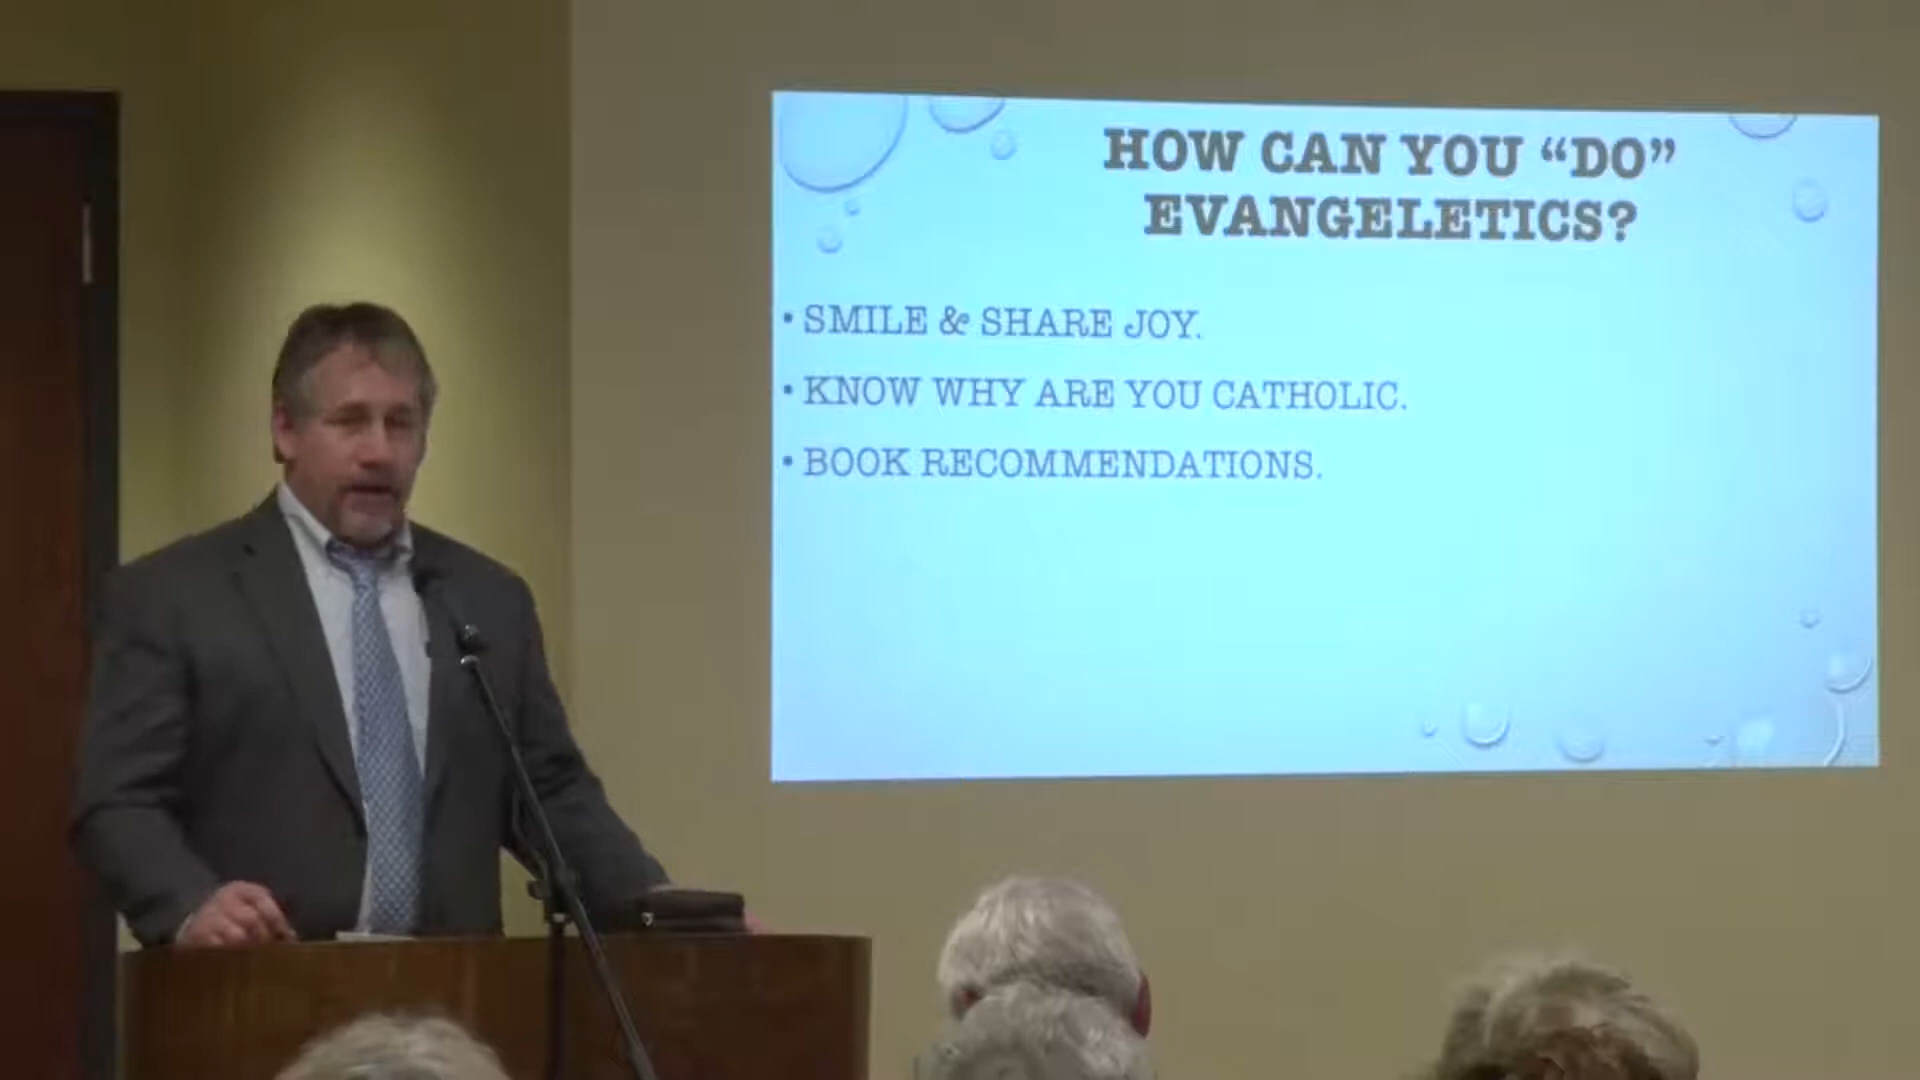 HOW CAN YOU “DO”
EVANGELETICS?
• SMILE & SHARE JOY.
• KNOW WHY ARE YOU CATHOLIC.
• BOOK RECOMMENDATIONS.